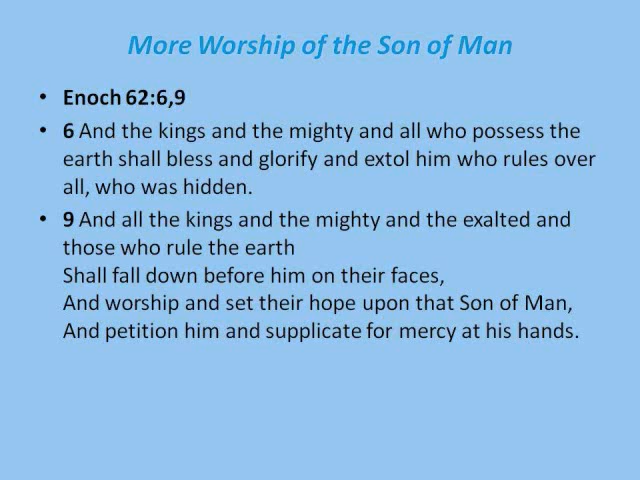 More Worship of the Son of Man
• Enoch 62:6,9
• 6 And the kings and the mighty and all who possess the
earth shall bless and glorify and extol him who rules over
all, who was hidden.
• 9 And all the kings and the mighty and the exalted and
those who rule the earth
Shall fall down before him on their faces,
And worship and set their hope upon that Son of Man,
And petition him and supplicate for mercy at his hands.